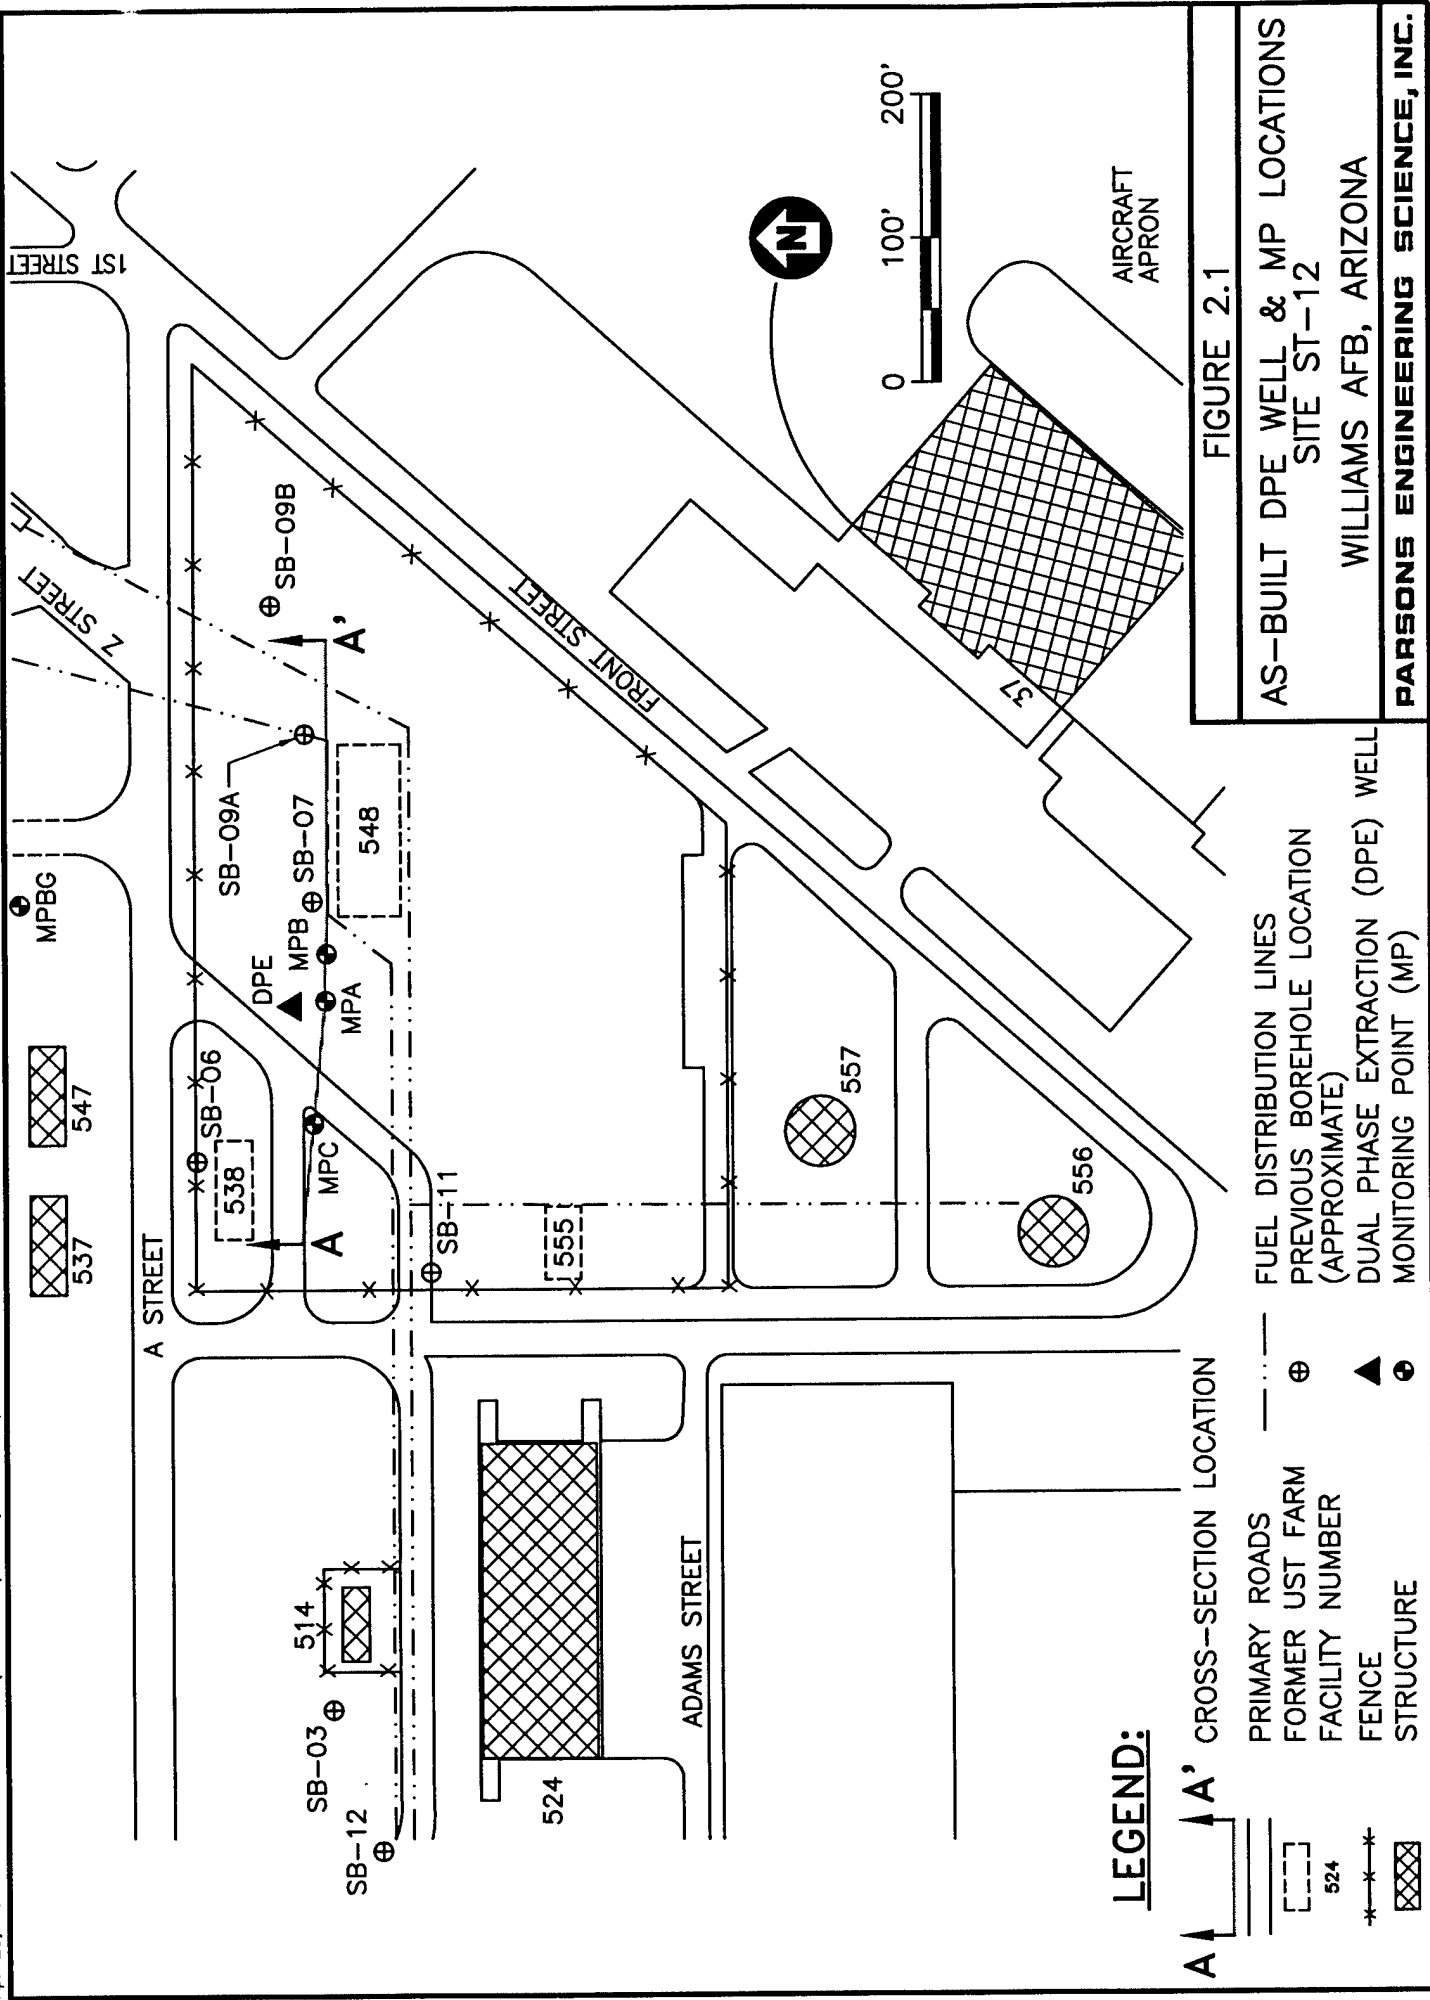 1ST STREET
Z STREET
A STREET
FRONT STREET
ADAMS STREET
MPBG
547
537
SB-09B
A'
SB-09A
SB-07
548
DPE
MPB
MPA
SB-06
538
MPC
A
SB-11
555
557
556
37
514
SB-03
SB-12
524
N
0
100'
200'
AIRCRAFT
APRON
LEGEND:
A
A'
CROSS-SECTION LOCATION
PRIMARY ROADS
FORMER UST FARM
524
FACILITY NUMBER
FENCE
STRUCTURE
FUEL DISTRIBUTION LINES
PREVIOUS BOREHOLE LOCATION
(APPROXIMATE)
DUAL PHASE EXTRACTION (DPE) WELL
MONITORING POINT (MP)
FIGURE 2.1
AS-BUILT DPE WELL & MP LOCATIONS
SITE ST-12
WILLIAMS AFB, ARIZONA
PARSONS ENGINEERING SCIENCE, INC.